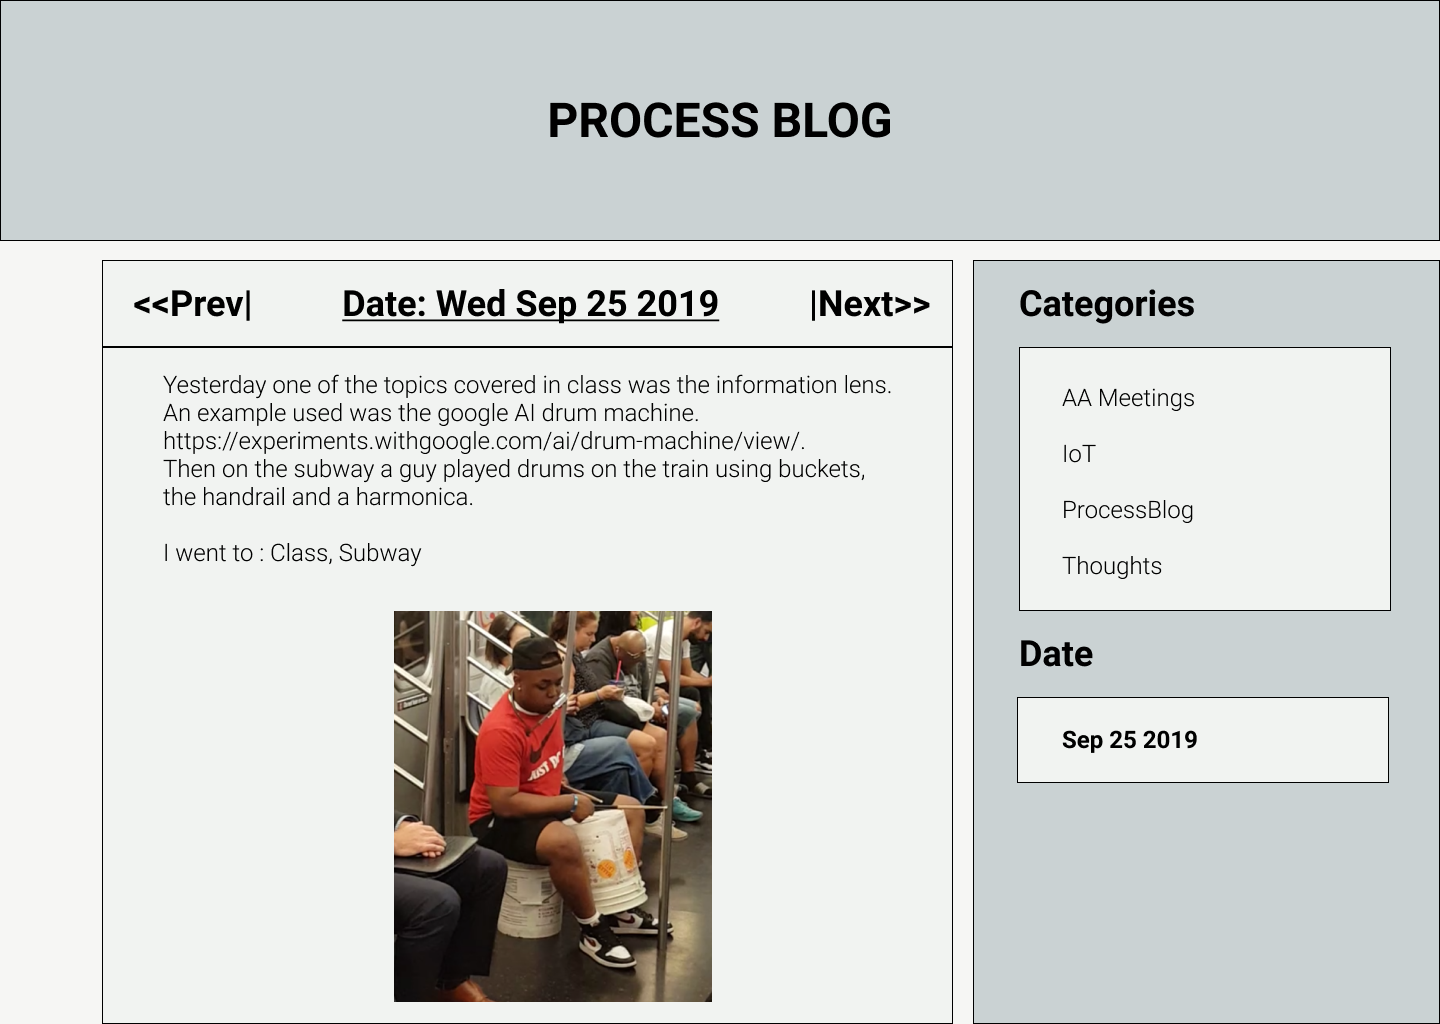 PROCESS BLOG
<<Prev|
Date: Wed Sep 25 2019
|Next>>
Yesterday one of the topics covered in class was the information lens.
An example used was the google AI drum machine.
https://experiments.withgoogle.com/ai/drum-machine/view/.
Then on the subway a guy played drums on the train using buckets,
the handrail and a harmonica.
I went to : Class, Subway
JUST DO
Categories
AA Meetings
IoT
ProcessBlog
Thoughts
Date
Sep 25 2019